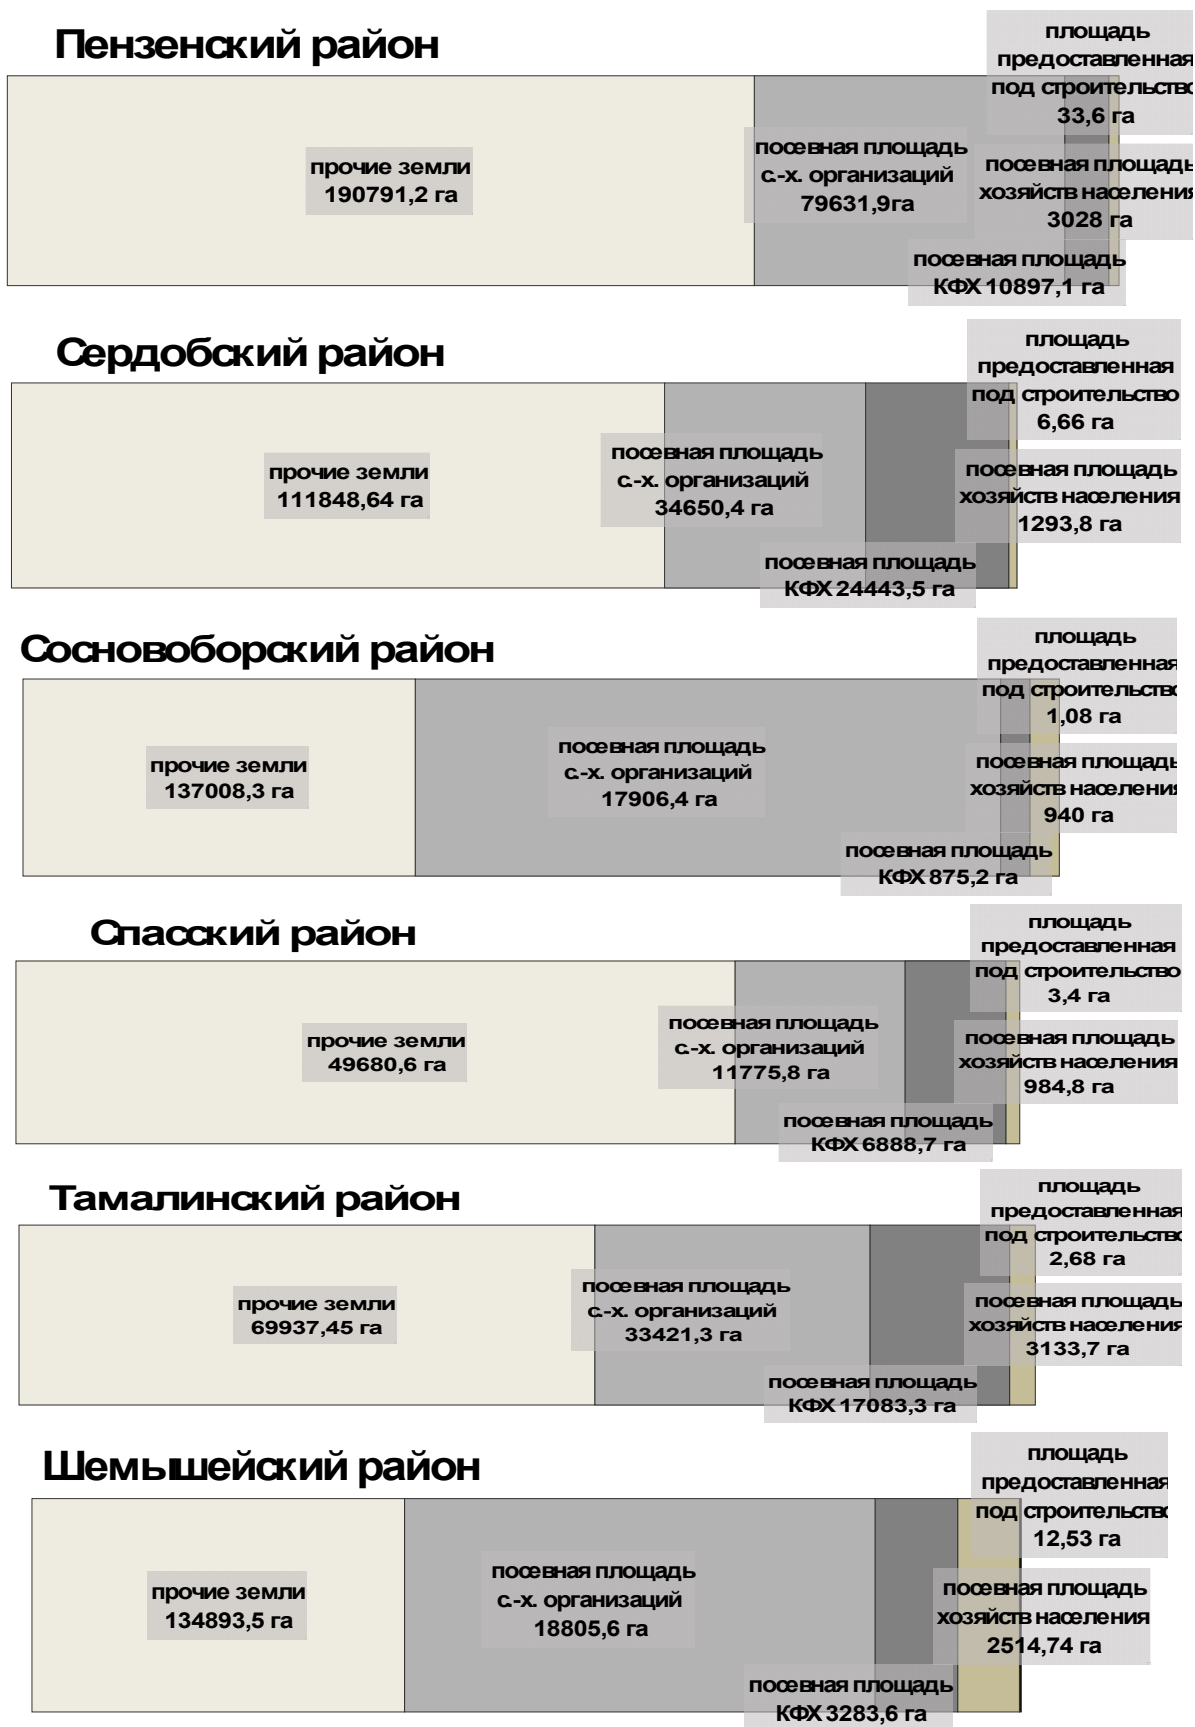 Пензенский район
площадь
предоставленная
под строительство
33,6 га
прочие земли
190791,2 га
посевная площадь
с.-х. организаций
79631,9га
посевная площадь
хозяйств населения
3028 га
посевная площадь
КФХ 10897,1 га
Сердобский район
площадь
предоставленная
под строительство
6,66 га
прочие земли
111848,64 га
посевная площадь
с.-х. организаций
34650,4 га
посевная площадь
хозяйств населения
1293,8 га
посевная площадь
КФХ 24443,5 га
Сосновоборский район
площадь
предоставленная
под строительство
1,08 га
прочие земли
137008,3 га
посевная площадь
с.-х. организаций
17906,4 га
посевная площадь
хозяйств населения
940 га
посевная площадь
КФХ 875,2 га
Спасский район
площадь
предоставленная
под строительство
3,4 га
прочие земли
49680,6 га
посевная площадь
с.-х. организаций
11775,8 га
посевная площадь
хозяйств населения
984,8 га
посевная площадь
КФХ 6888,7 га
Тамалинский район
площадь
предоставленная
под строительство
2,68 га
прочие земли
69937,45 га
посевная площадь
с.-х. организаций
33421,3 га
посевная площадь
хозяйств населения
3133,7 га
посевная площадь
КФХ 17083,3 га
Шемышейский район
площадь
предоставленная
под строительство
12,53 га
прочие земли
134893,5 га
посевная площадь
с.-х. организаций
18805,6 га
посевная площадь
хозяйств населения
2514,74 га
посевная площадь
КФХ 3283,6 га